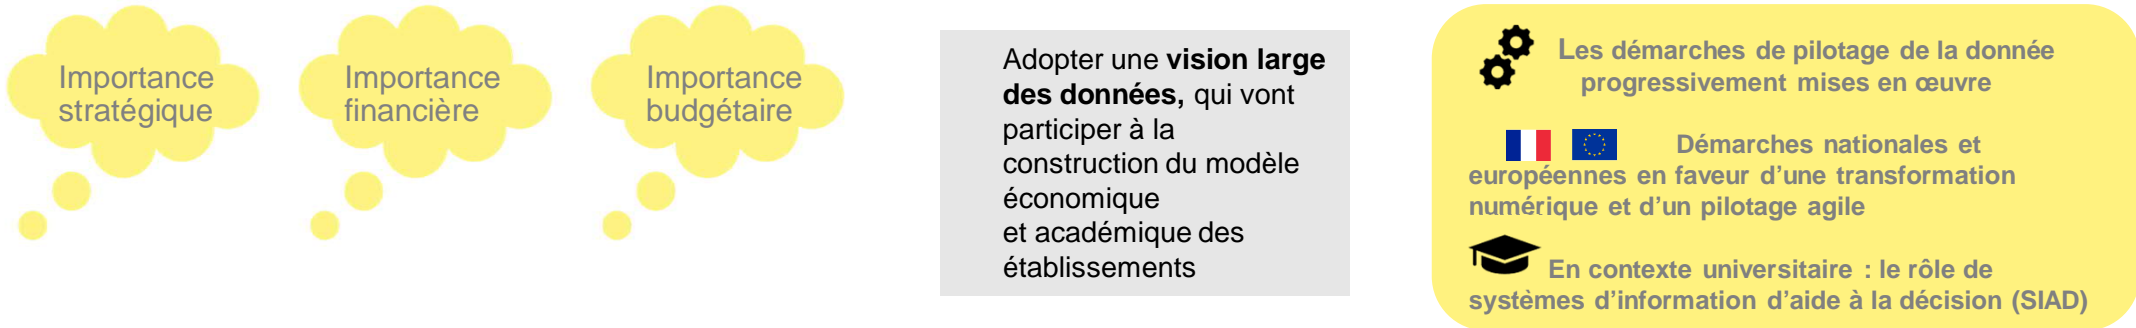 Importance
stratégique
Importance
financière
Importance
budgétaire
Adopter une vision large
des données, qui vont
participer à la
construction du modèle
économique
et académique des
établissements
Les démarches de pilotage de la donnée
progressivement mises en œuvre
Démarches nationales et
européennes en faveur d’une transformation
numérique et d’un pilotage agile
En contexte universitaire : le rôle de
systèmes d’information d’aide à la décision (SIAD)